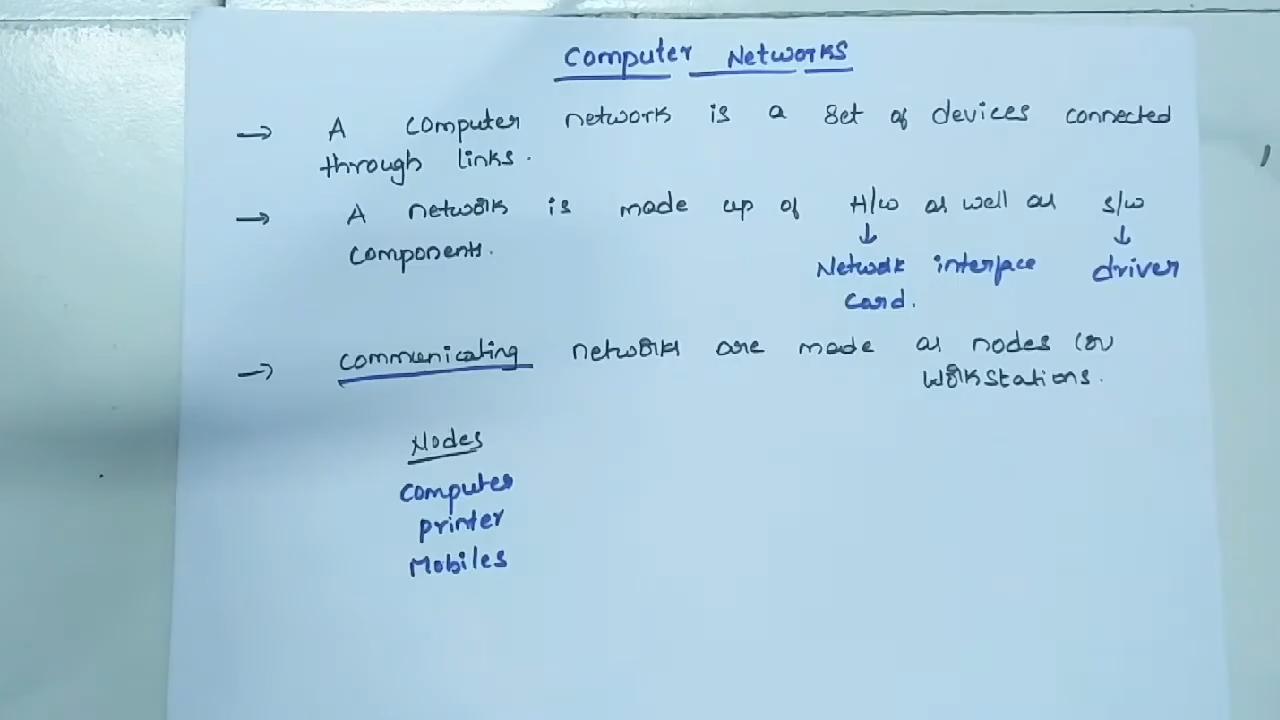 Computer Networks
→ A computer network is a set of devices connected
through links.
→ A network is made up of H/w as well as s/w
components.
↓ ↓
Network interface driver
card.
→ communicating networks are made as nodes (or
workstations.
Nodes
computer
printer
Mobiles